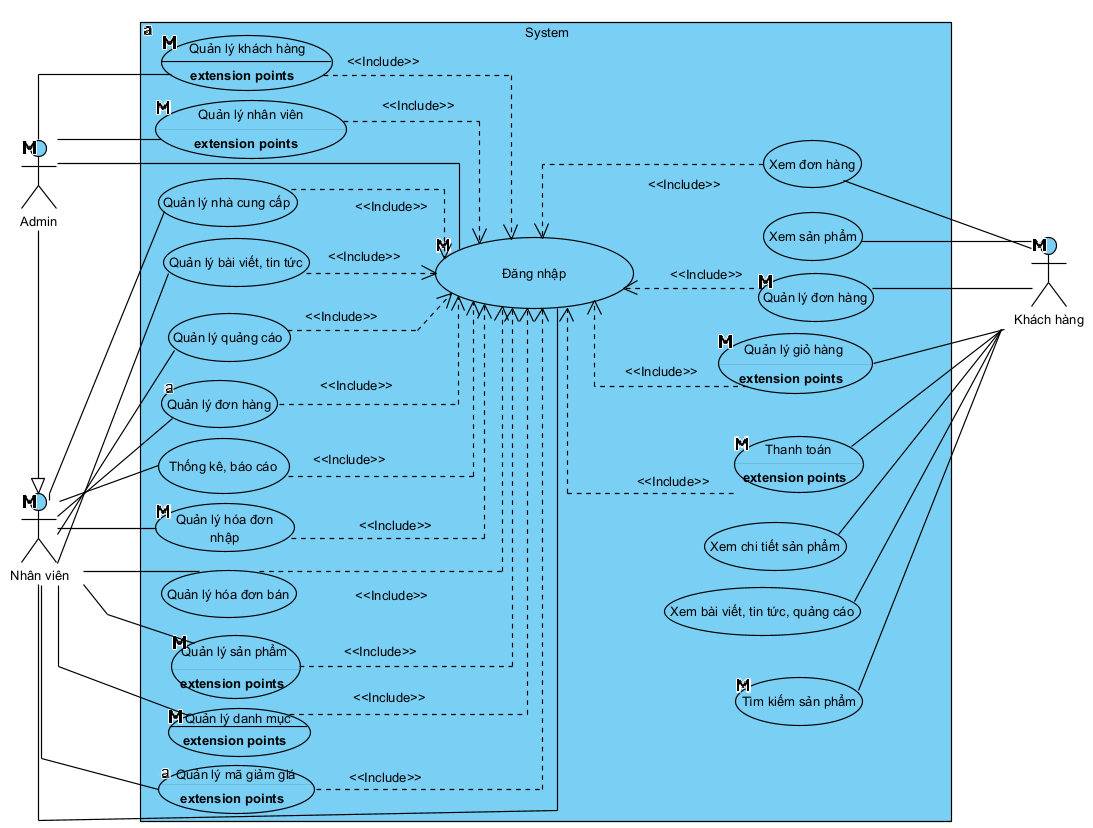 a
System
M
Quản lý khách hàng
extension points
<<Include>>
M
Quản lý nhân viên
extension points
<<Include>>
M
Admin
Quản lý nhà cung cấp
<<Include>>
Quản lý bài viết, tin tức
<<Include>>
Quản lý quảng cáo
<<Include>>
a
Quản lý đơn hàng
<<Include>>
Thống kê, báo cáo
<<Include>>
M
Quản lý hóa đơn
nhập
<<Include>>
Quản lý hóa đơn bán
<<Include>>
M
Quản lý sản phẩm
extension points
<<Include>>
M
Quản lý danh mục
extension points
<<Include>>
a
Quản lý mã giảm giá
extension points
<<Include>>
M
Nhân viên
M
Đăng nhập
Xem đơn hàng
<<Include>>
Xem sản phẩm
<<Include>>
M
Quản lý đơn hàng
M
Quản lý giỏ hàng
extension points
<<Include>>
M
Thanh toán
extension points
<<Include>>
Xem chi tiết sản phẩm
Xem bài viết, tin tức, quảng cáo
M
Tìm kiếm sản phẩm
M
Khách hàng